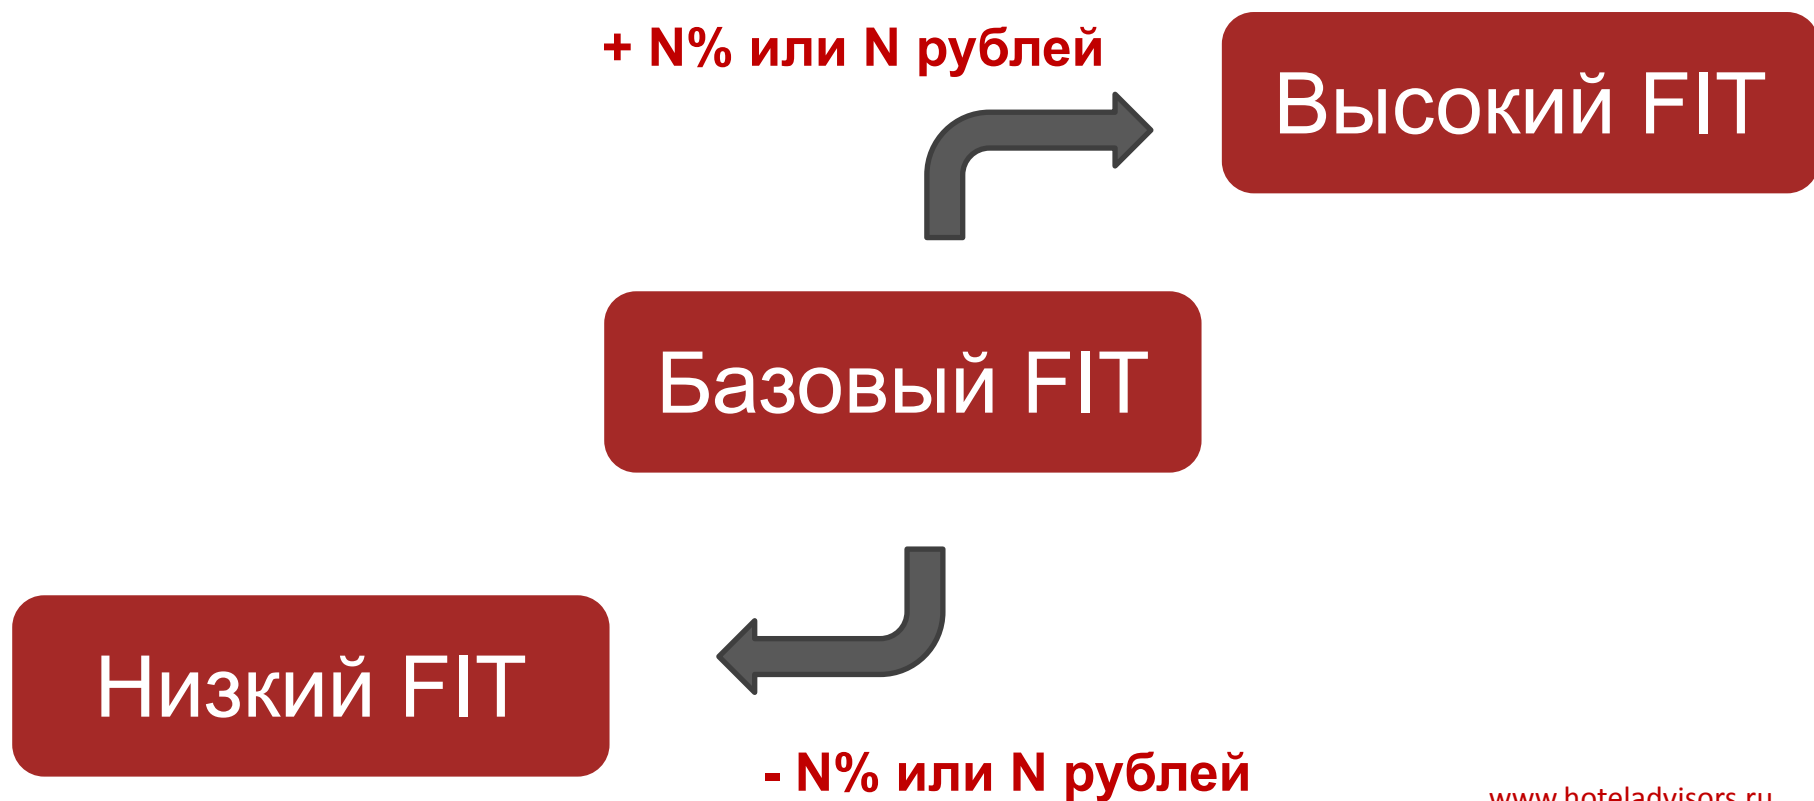 + N% или N рублей
Высокий FIT
Базовый FIT
Низкий FIT
- N% или N рублей
www.hoteladvisors.ru